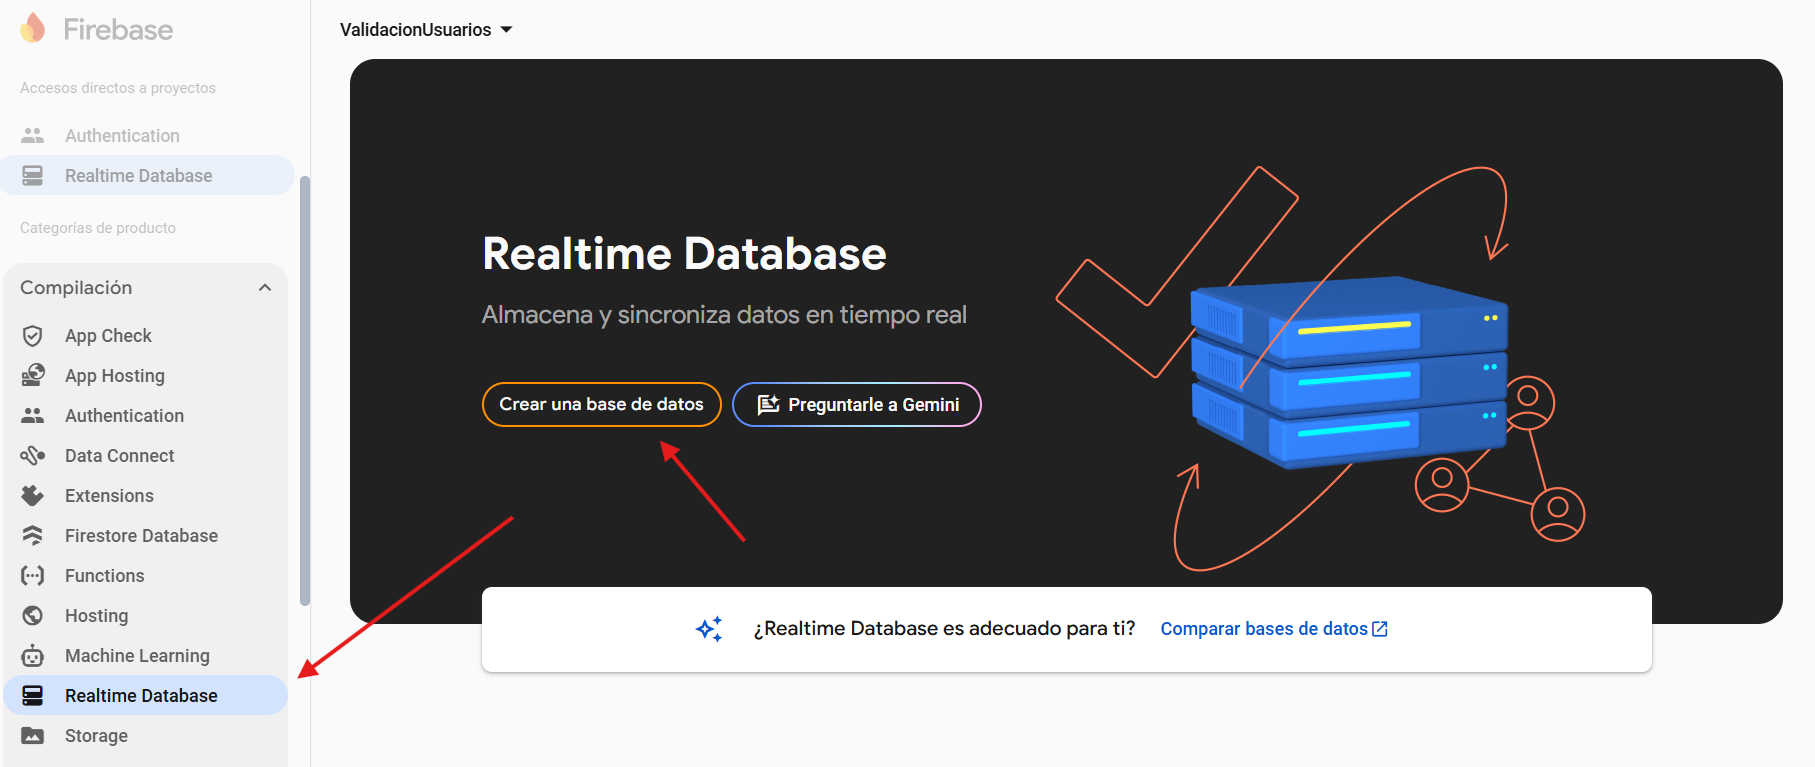 Firebase
Accesos directos a proyectos
Authentication
Realtime Database
Categorías de producto
Compilación
App Check
App Hosting
Authentication
Data Connect
Extensions
Firestore Database
Functions
Hosting
Machine Learning
Realtime Database
Storage
ValidacionUsuarios
Realtime Database
Almacena y sincroniza datos en tiempo real
Crear una base de datos
Preguntarle a Gemini
¿Realtime Database es adecuado para ti? Comparar bases de datos